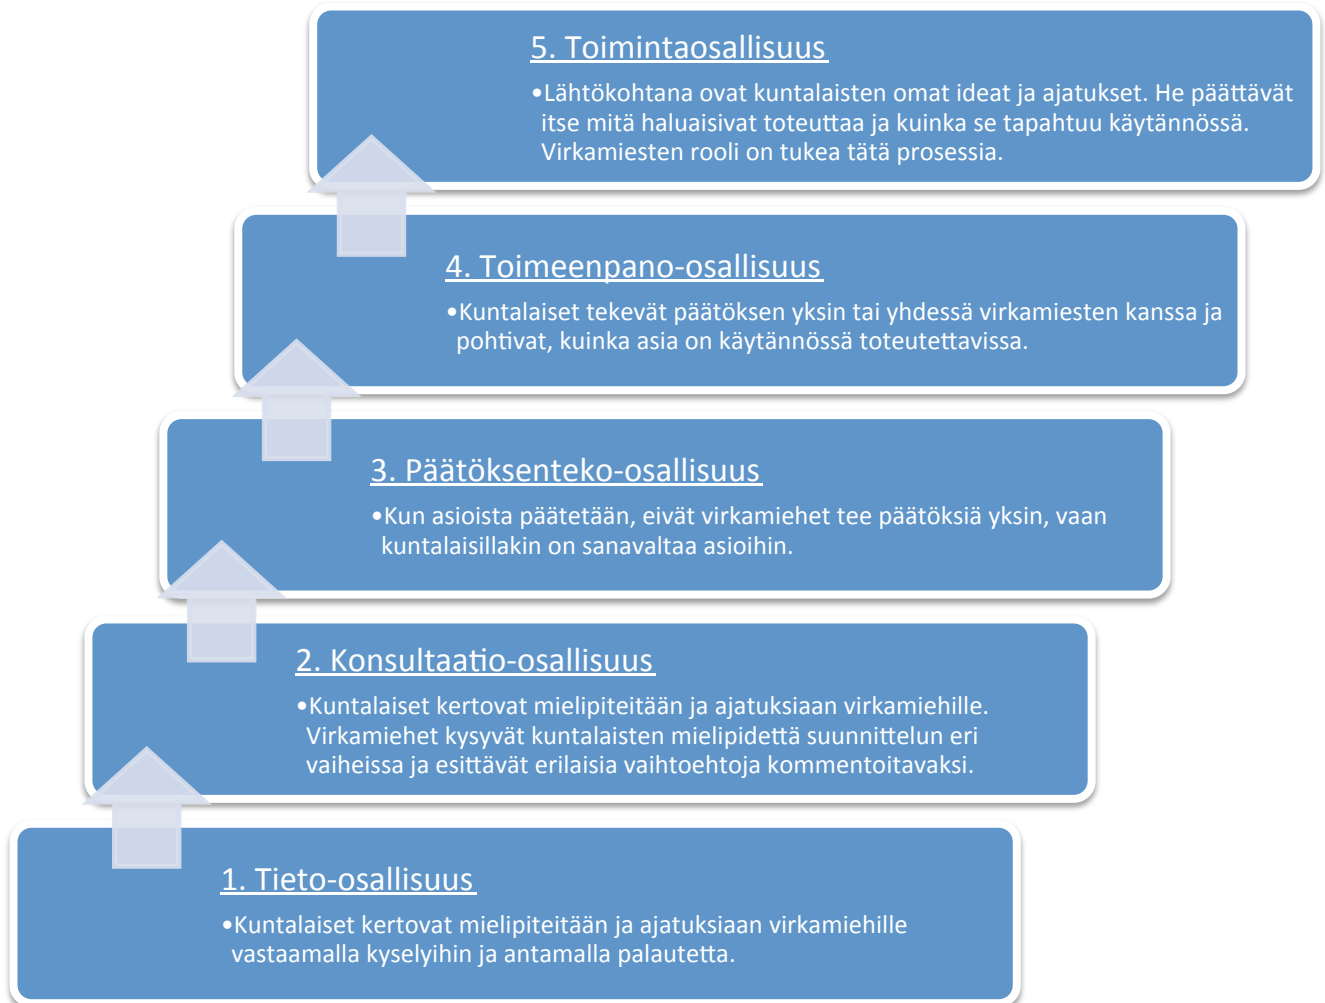 5. Toimintaosallisuus
•Lähtökohtana ovat kuntalaisten omat ideat ja ajatukset. He päättävät
itse mitä haluaisivat toteuttaa ja kuinka se tapahtuu käytännössä.
Virkamiesten rooli on tukea tätä prosessia.
4. Toimeenpano-osallisuus
•Kuntalaiset tekevät päätöksen yksin tai yhdessä virkamiesten kanssa ja
pohtivat, kuinka asia on käytännössä toteutettavissa.
3. Päätöksenteko-osallisuus
•Kun asioista päätetään, eivät virkamiehet tee päätöksiä yksin, vaan
kuntalaisillakin on sanavaltaa asioihin.
2. Konsultaatio-osallisuus
•Kuntalaiset kertovat mielipiteitään ja ajatuksiaan virkamiehille.
Virkamiehet kysyvät kuntalaisten mielipidettä suunnittelun eri
vaiheissa ja esittävät erilaisia vaihtoehtoja kommentoitavaksi.
1. Tieto-osallisuus
•Kuntalaiset kertovat mielipiteitään ja ajatuksiaan virkamiehille
vastaamalla kyselyihin ja antamalla palautetta.